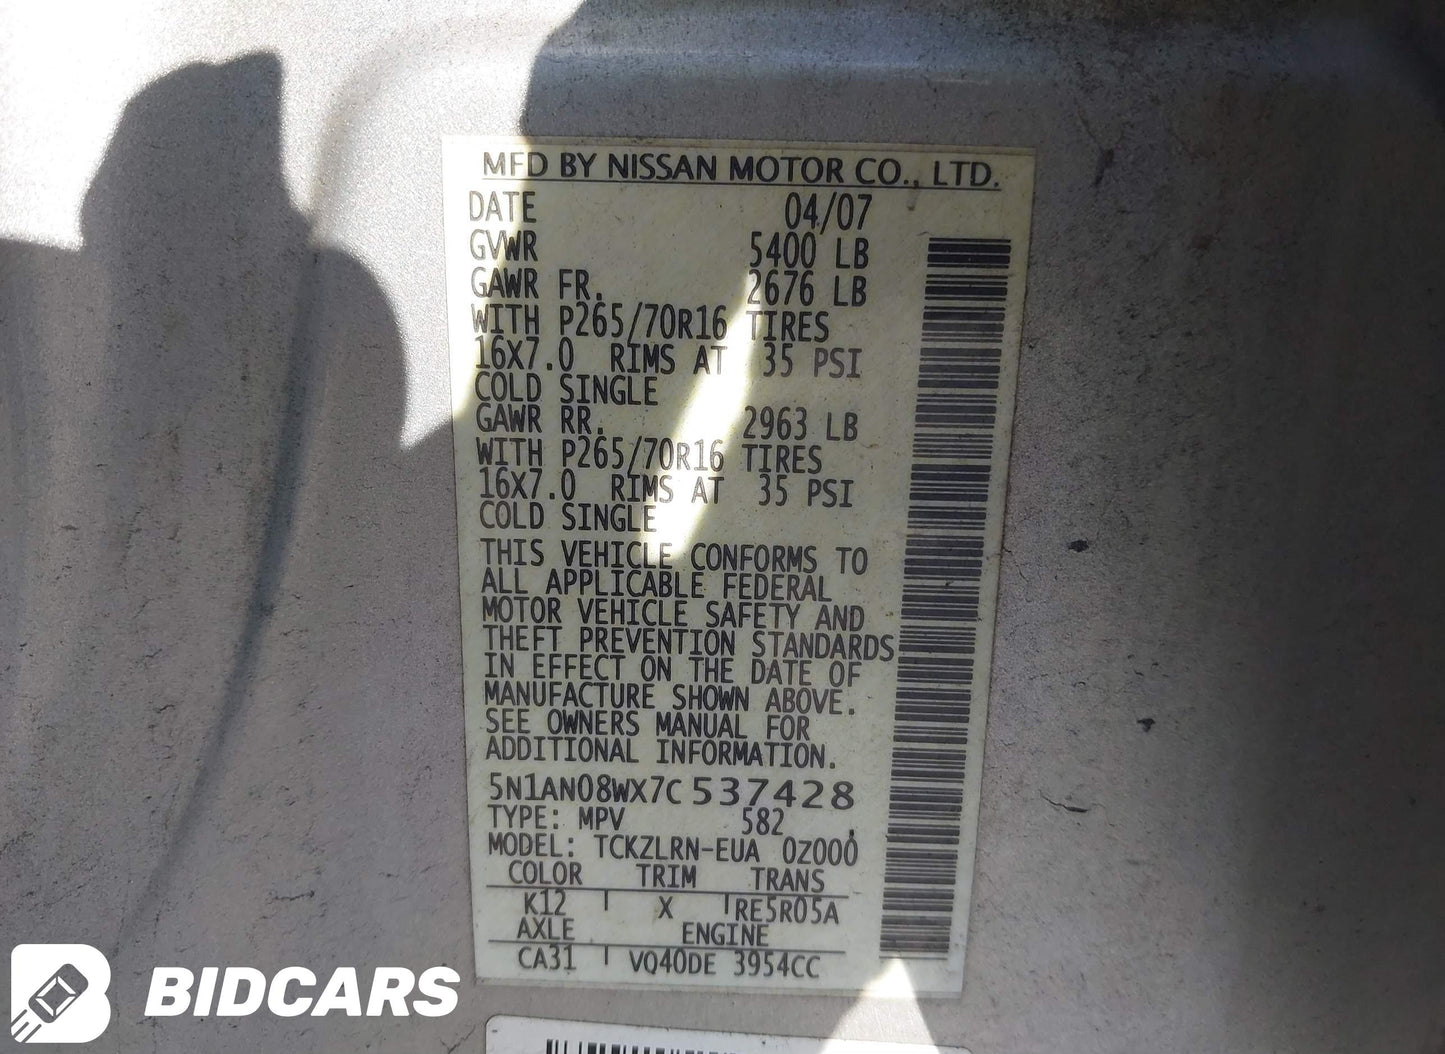 MFD BY NISSAN MOTOR CO., LTD.
DATE 04/07
GVWR 5400 LB
GAWR FR. 2676 LB
WITH P265/70R16 TIRES
16X7.0 RIMS AT 35 PSI
COLD SINGLE
GAWR RR. 2963 LB
WITH P265/70R16 TIRES
16X7.0 RIMS AT 35 PSI
COLD SINGLE
THIS VEHICLE CONFORMS TO
ALL APPLICABLE FEDERAL
MOTOR VEHICLE SAFETY AND
THEFT PREVENTION STANDARDS
IN EFFECT ON THE DATE OF
MANUFACTURE SHOWN ABOVE.
SEE OWNERS MANUAL FOR
ADDITIONAL INFORMATION.
5N1AN08WX7C 537428
TYPE: MPV 582
MODEL: TCKZLRN-EUA 0Z000
COLOR TRIM TRANS
K12 X RE5R05A
AXLE ENGINE
CA31 VQ40DE 3954CC
BIDCARS